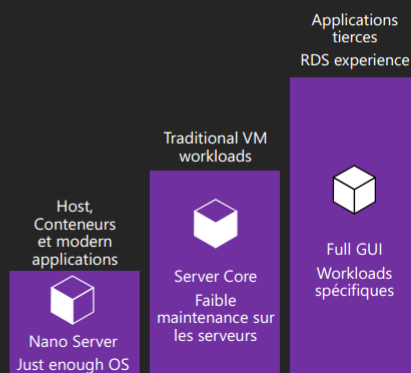 Host,
Conteneurs
et modern
applications
Nano Server
Just enough OS
Traditional VM
workloads
Server Core
Faible
maintenance sur
les serveurs
Applications
tierces
RDS experience
Full GUI
Workloads
spécifiques